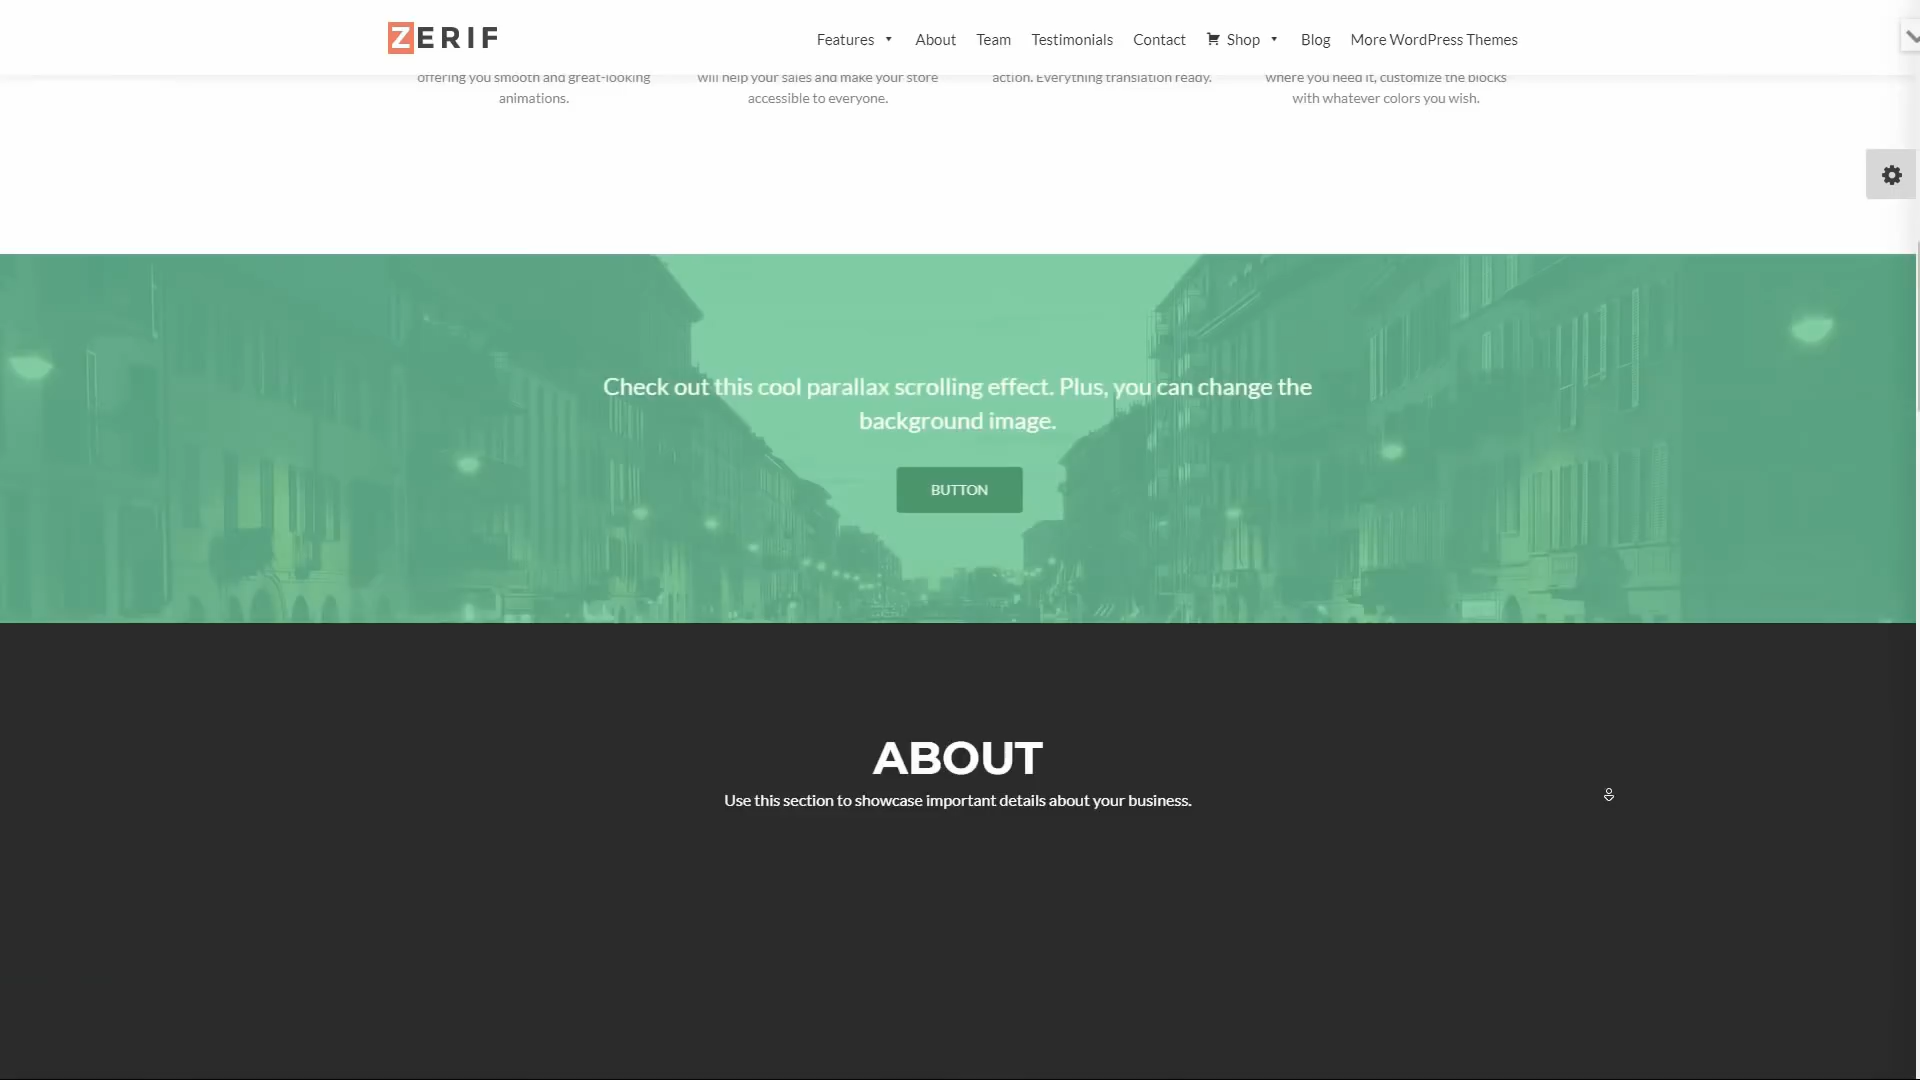 ZERIF
Features About Team Testimonials Contact Shop Blog More WordPress Themes
offering you smooth and great-looking
animations.
will help your sales and make your store
accessible to everyone.
action. Everything translation ready.
where you need it, customize the blocks
with whatever colors you wish.
Check out this cool parallax scrolling effect. Plus, you can change the
background image.
BUTTON
ABOUT
Use this section to showcase important details about your business.